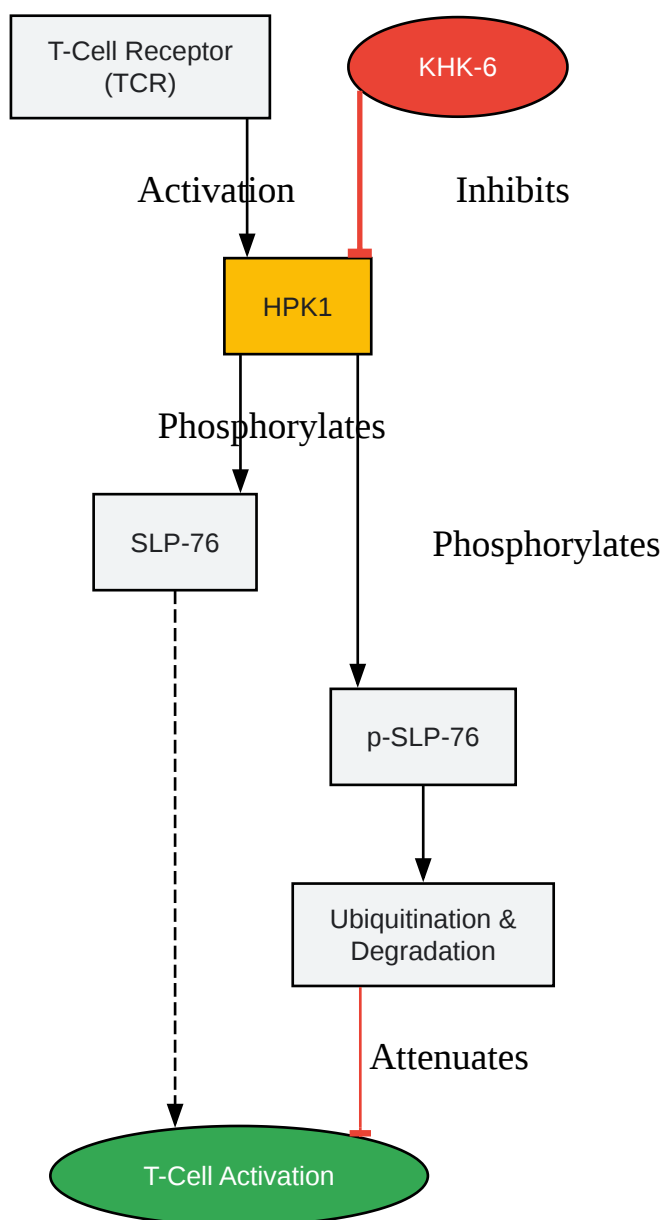 T-Cell Receptor
(TCR)
KHK-6
Activation
Inhibits
HPK1
Phosphorylates
SLP-76
Phosphorylates
p-SLP-76
Ubiquitination &
Degradation
Attenuates
T-Cell Activation